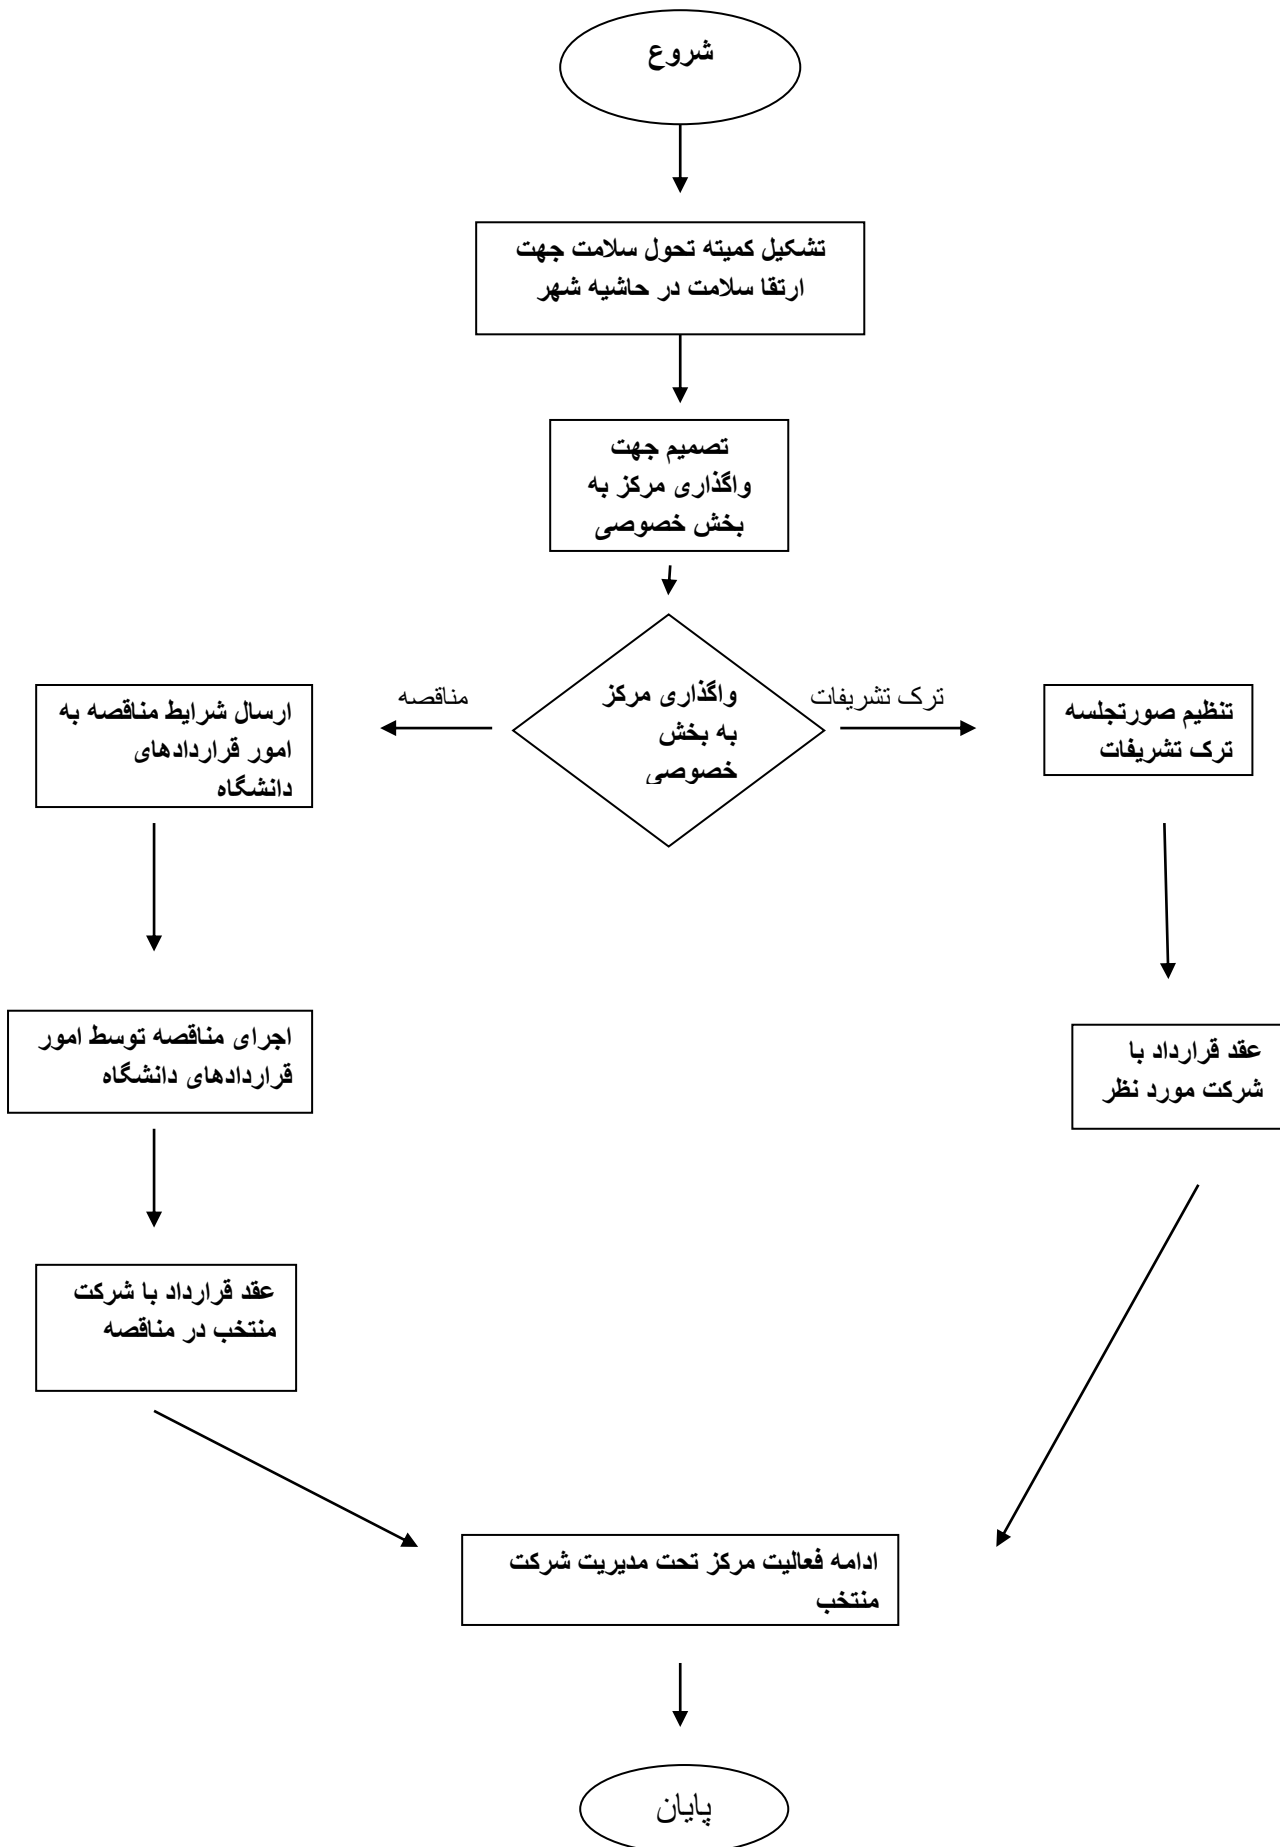 شروع
تشکیل کمیته تحول سلامت جهت
ارتقا سلامت در حاشیه شهر
تصمیم جهت
واگذاری مرکز به
بخش خصوصی
واگذاری مرکز
به بخش
خصوصی
ترک تشریفات
مناقصه
تنظیم صورتجلسه
ترک تشریفات
ارسال شرایط مناقصه به
امور قراردادهای
دانشگاه
عقد قرارداد با
شرکت مورد نظر
اجرای مناقصه توسط امور
قراردادهای دانشگاه
عقد قرارداد با شرکت
منتخب در مناقصه
ادامه فعالیت مرکز تحت مدیریت شرکت
منتخب
پایان